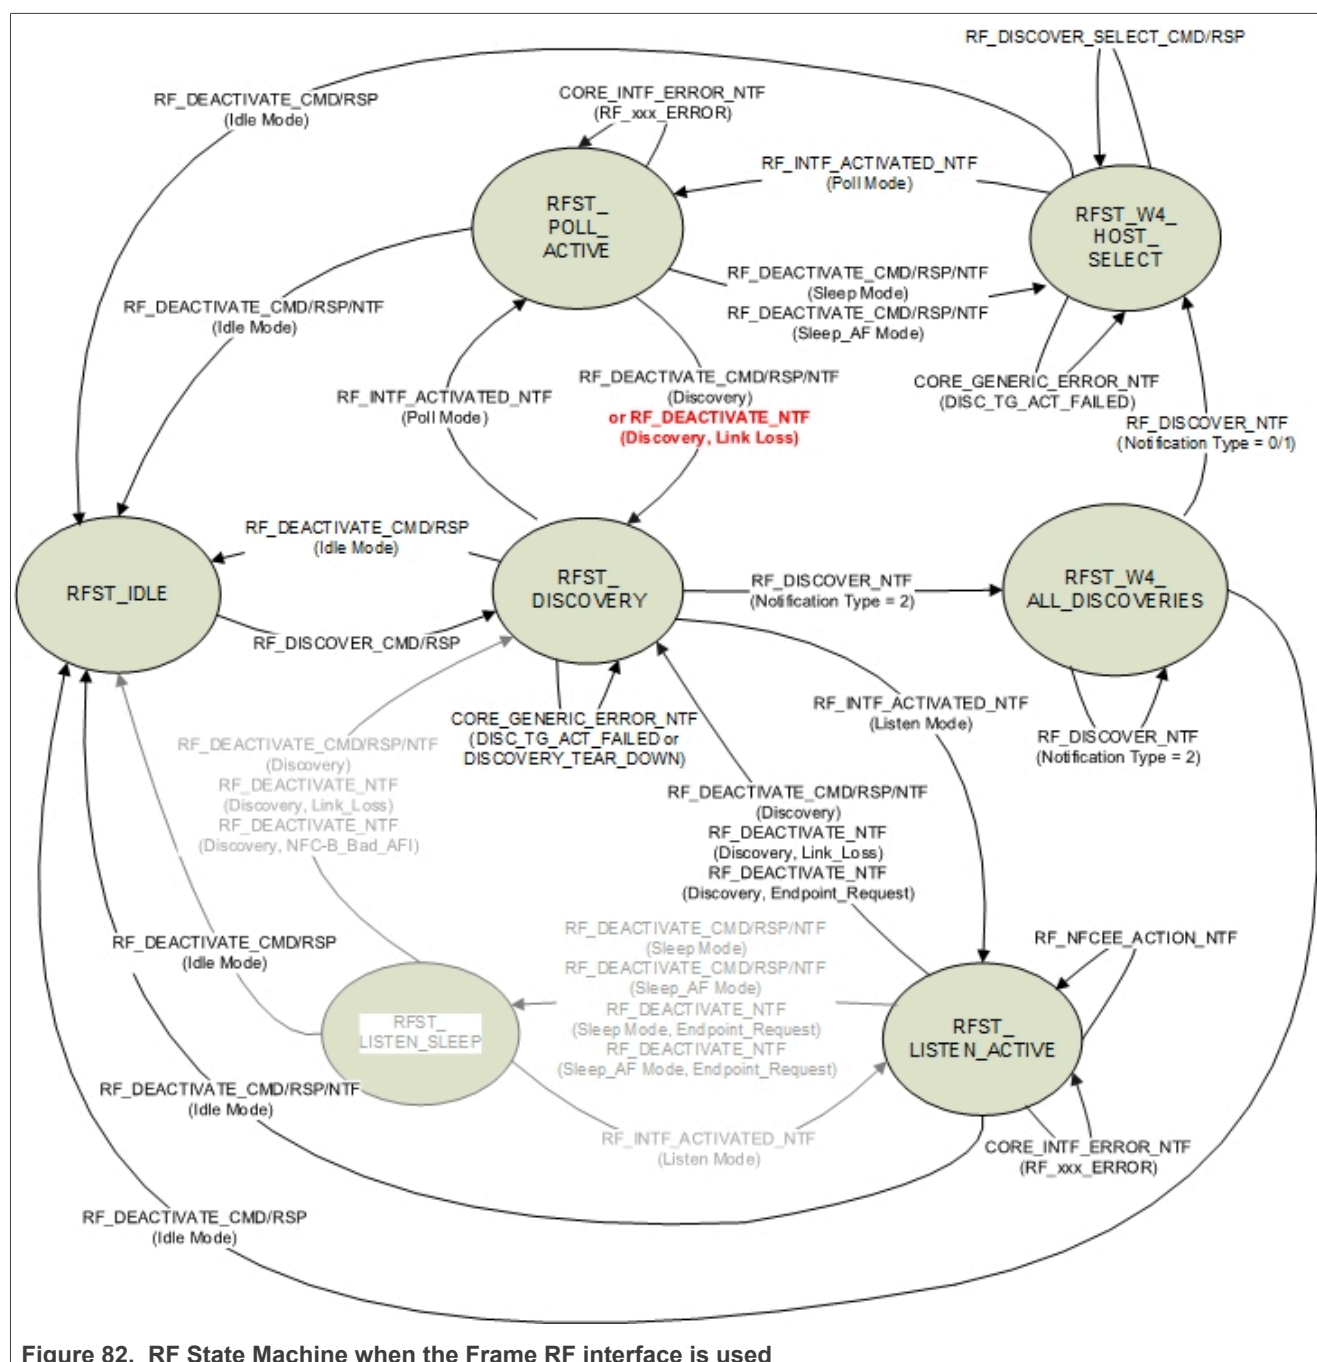 RF_DISCOVER_SELECT_CMD/RSP
RF_DEACTIVATE_CMD/RSP
(Idle Mode)
CORE_INTF_ERROR_NTF
(RF_xxx_ERROR)
RF_INTF_ACTIVATED_NTF
(Poll Mode)
RFST_
POLL_
ACTIVE
RFST_W4_
HOST_
SELECT
RF_DEACTIVATE_CMD/RSP/NTF
(Sleep Mode)
RF_DEACTIVATE_CMD/RSP/NTF
(Sleep_AF Mode)
RF_DEACTIVATE_CMD/RSP/NTF
(Idle Mode)
RF_INTF_ACTIVATED_NTF
(Poll Mode)
RF_DEACTIVATE_CMD/RSP/NTF
(Discovery)
or RF_DEACTIVATE_NTF
(Discovery, Link Loss)
CORE_GENERIC_ERROR_NTF
(DISC_TG_ACT_FAILED)
RF_DISCOVER_NTF
(Notification Type = 0/1)
RF_DEACTIVATE_CMD/RSP
(Idle Mode)
RFST_IDLE
RFST_
DISCOVERY
RF_DISCOVER_NTF
(Notification Type = 2)
RFST_W4_
ALL_DISCOVERIES
RF_DISCOVER_CMD/RSP
CORE_GENERIC_ERROR_NTF
(DISC_TG_ACT_FAILED or
DISCOVERY_TEAR_DOWN)
RF_INTF_ACTIVATED_NTF
(Listen Mode)
RF_DISCOVER_NTF
(Notification Type = 2)
RF_DEACTIVATE_CMD/RSP/NTF
(Discovery)
RF_DEACTIVATE_NTF
(Discovery, Link_Loss)
RF_DEACTIVATE_NTF
(Discovery, NFC-B_Bad_AFI)
RF_DEACTIVATE_CMD/RSP/NTF
(Discovery)
RF_DEACTIVATE_NTF
(Discovery, Link_Loss)
RF_DEACTIVATE_NTF
(Discovery, Endpoint_Request)
RF_DEACTIVATE_CMD/RSP
(Idle Mode)
RF_DEACTIVATE_CMD/RSP/NTF
(Sleep Mode)
RF_DEACTIVATE_CMD/RSP/NTF
(Sleep_AF Mode)
RF_DEACTIVATE_NTF
(Sleep Mode, Endpoint_Request)
RF_DEACTIVATE_NTF
(Sleep_AF Mode, Endpoint_Request)
RF_NFCEE_ACTION_NTF
RFST_
LISTEN_SLEEP
RFST_
LISTEN_ACTIVE
RF_DEACTIVATE_CMD/RSP/NTF
(Idle Mode)
RF_INTF_ACTIVATED_NTF
(Listen Mode)
CORE_INTF_ERROR_NTF
(RF_xxx_ERROR)
RF_DEACTIVATE_CMD/RSP
(Idle Mode)
Figure 82. RF State Machine when the Frame RF interface is used